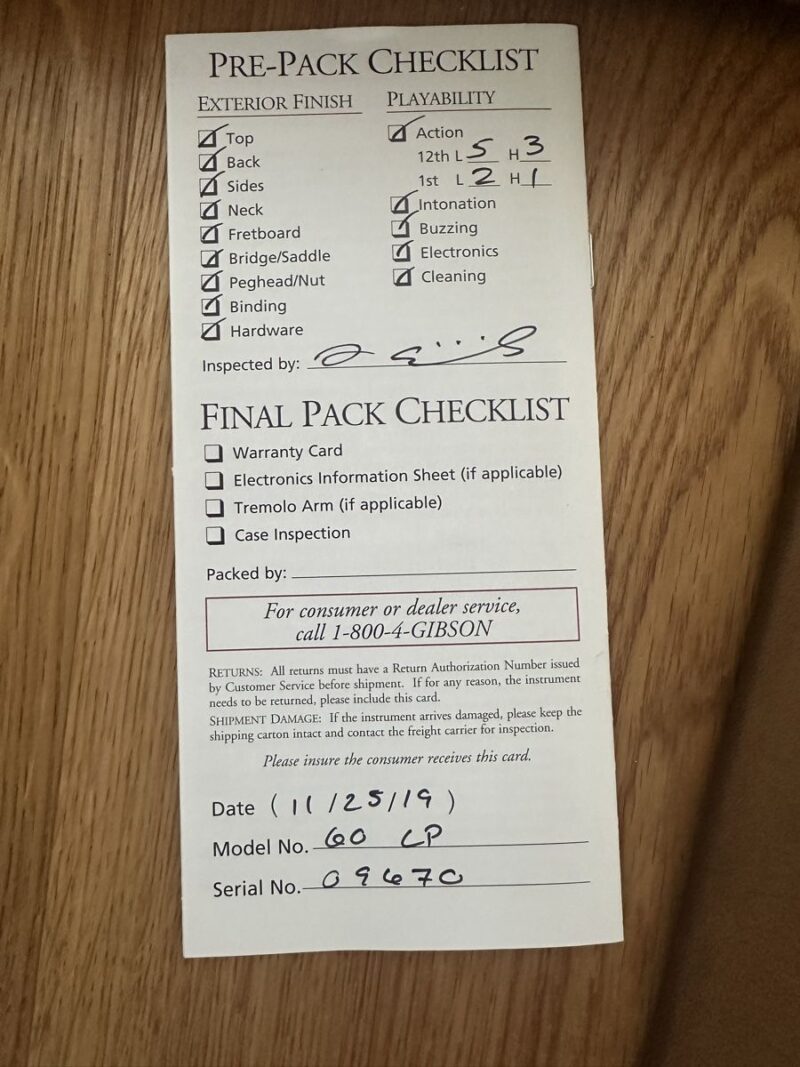 PRE-PACK CHECKLIST
EXTERIOR FINISH
Top
Back
Sides
Neck
Fretboard
Bridge/Saddle
Peghead/Nut
Binding
Hardware
PLAYABILITY
Action
12th L 5 H 3
1st L 2 H 1
Intonation
Buzzing
Electronics
Cleaning
Inspected by:
FINAL PACK CHECKLIST
Warranty Card
Electronics Information Sheet (if applicable)
Tremolo Arm (if applicable)
Case Inspection
Packed by:
For consumer or dealer service,
call 1-800-4-GIBSON
RETURNS: All returns must have a Return Authorization Number issued
by Customer Service before shipment. If for any reason, the instrument
needs to be returned, please include this card.
SHIPMENT DAMAGE: If the instrument arrives damaged, please keep the
shipping carton intact and contact the freight carrier for inspection.
Please insure the consumer receives this card.
Date (11/25/19)
Model No. 60 LP
Serial No. 09670